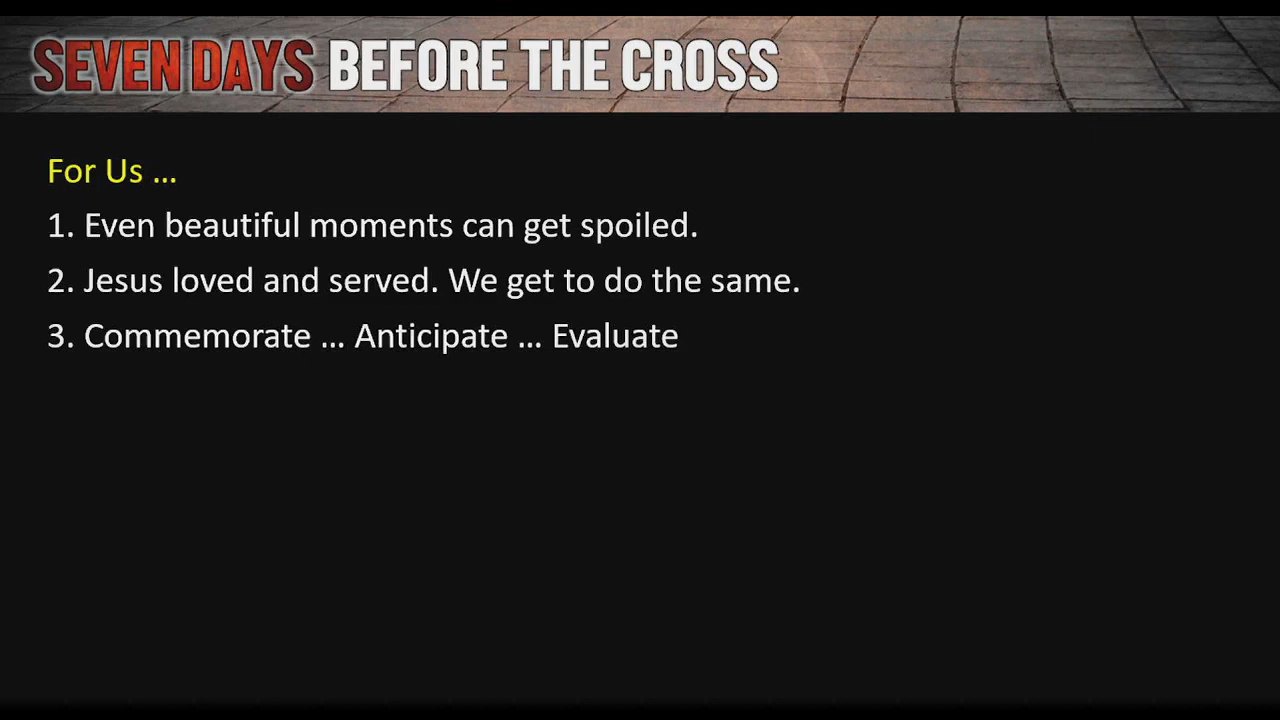 SEVEN DAYS BEFORE THE CROSS
For Us ...
1. Even beautiful moments can get spoiled.
2. Jesus loved and served. We get to do the same.
3. Commemorate ... Anticipate ... Evaluate